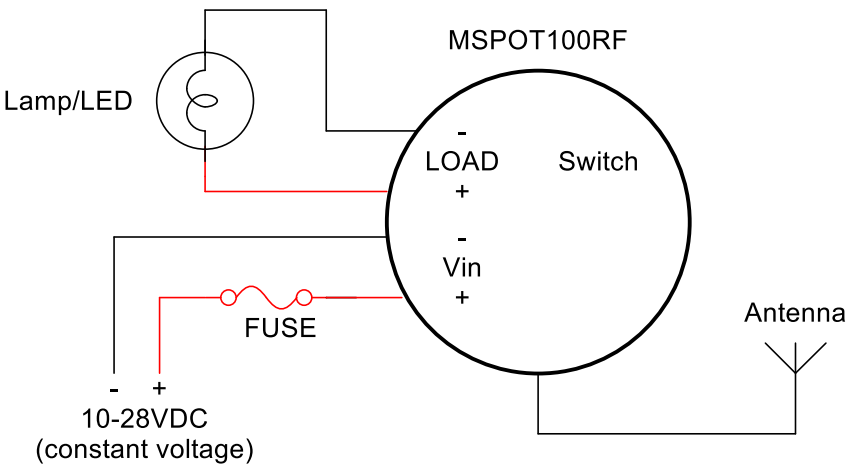 MSPOT100RF
Lamp/LED
-
LOAD
+
Switch
-
Vin
+
FUSE
Antenna
- +
10-28VDC
(constant voltage)